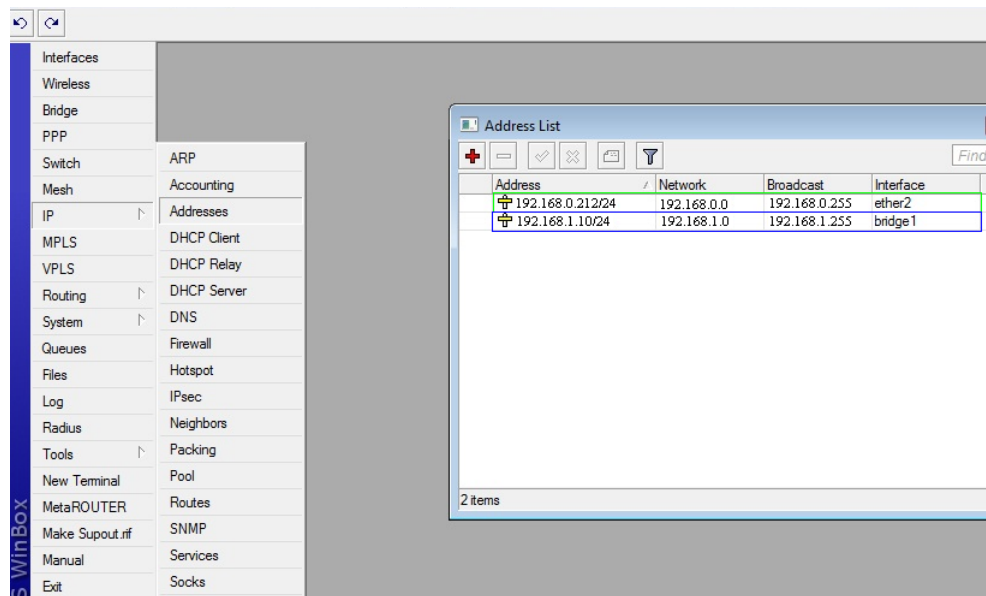 Interfaces
Wireless
Bridge
PPP
Switch
Mesh
IP
MPLS
VPLS
Routing
System
Queues
Files
Log
Radius
Tools
New Terminal
MetaROUTER
Make Supout.rif
Manual
Exit
ARP
Accounting
Addresses
DHCP Client
DHCP Relay
DHCP Server
DNS
Firewall
Hotspot
IPsec
Neighbors
Packing
Pool
Routes
SNMP
Services
Socks
Address List
Find
Address Network Broadcast Interface
192.168.0.212/24 192.168.0.0 192.168.0.255 ether2
192.168.1.10/24 192.168.1.0 192.168.1.255 bridge1
2 items
S WinBox